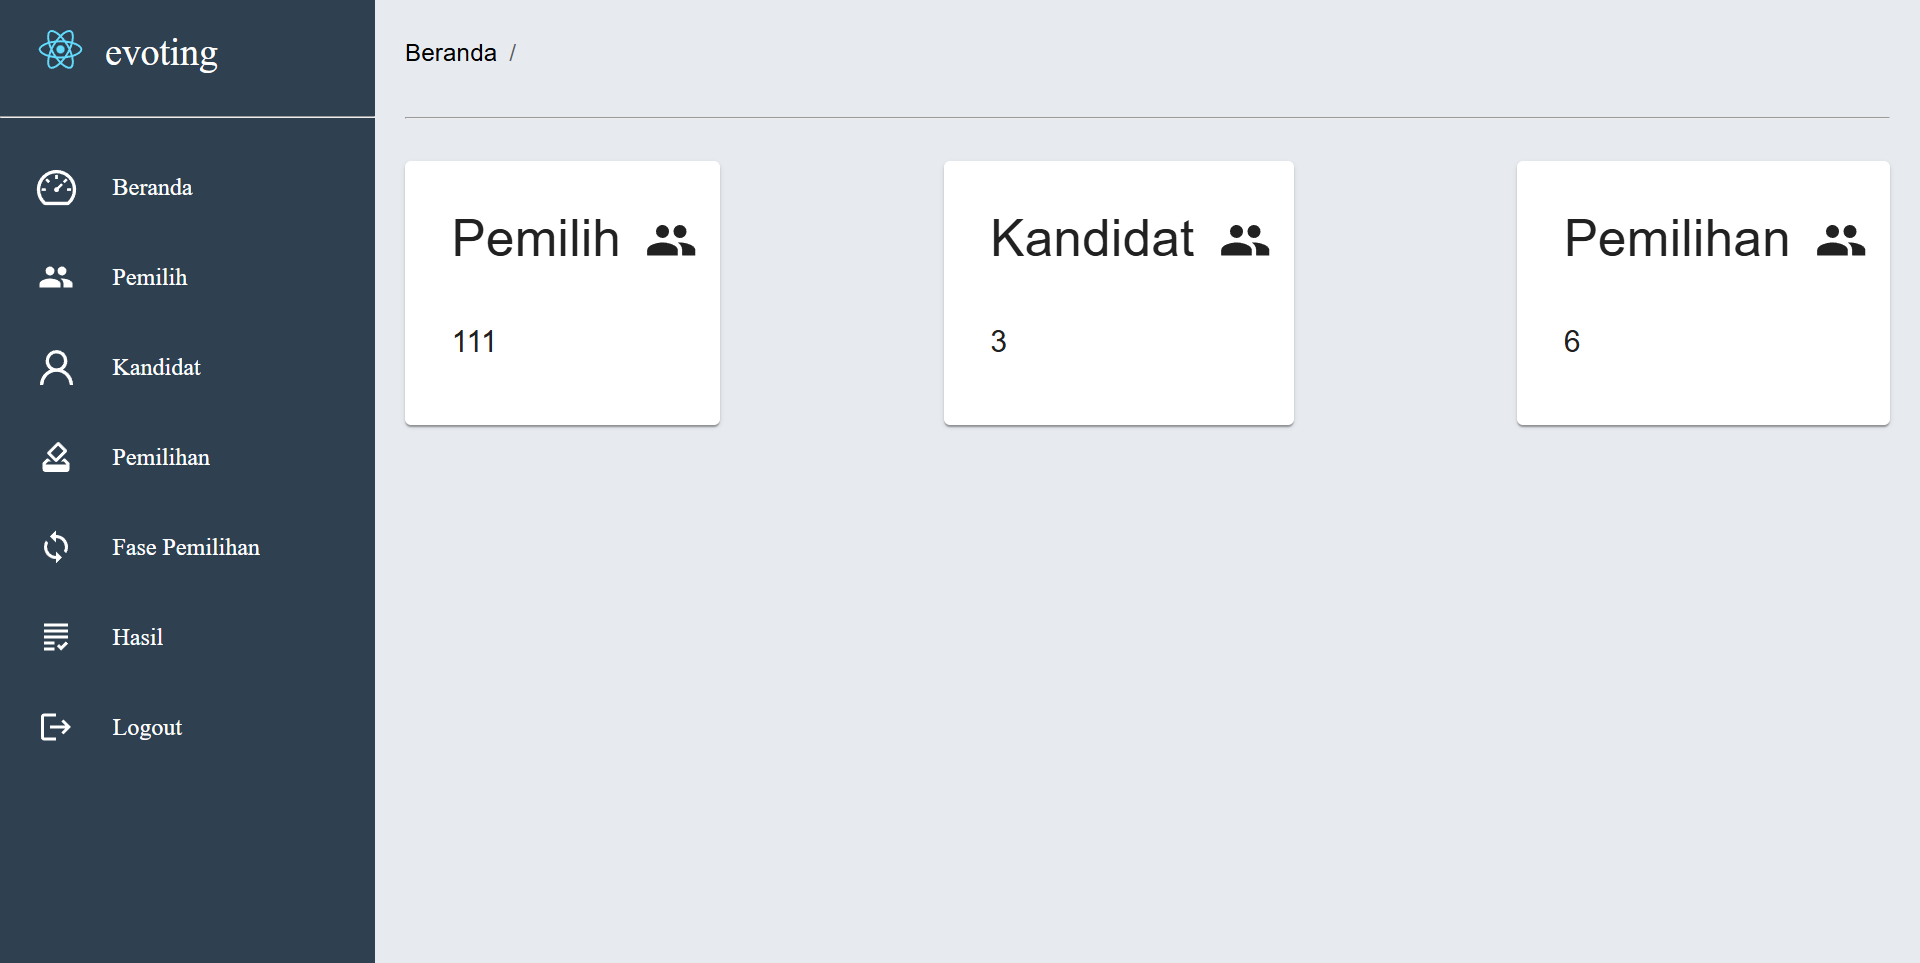 evoting
Beranda
Pemilih
Kandidat
Pemilihan
Fase Pemilihan
Hasil
Logout
Beranda /
Pemilih
111
Kandidat
3
Pemilihan
6